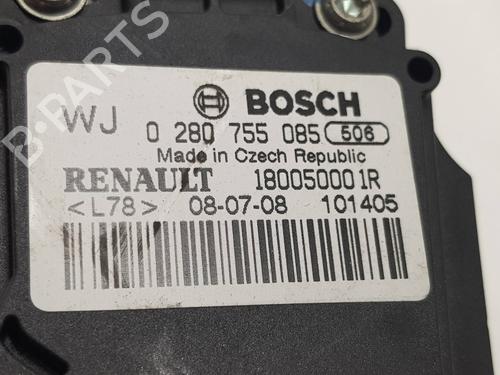 BOSCH
WJ 0 280 755 085 506
Made in Czech Republic
RENAULT 180050001R
<L78> 08-07-08 101405
B-PARTS